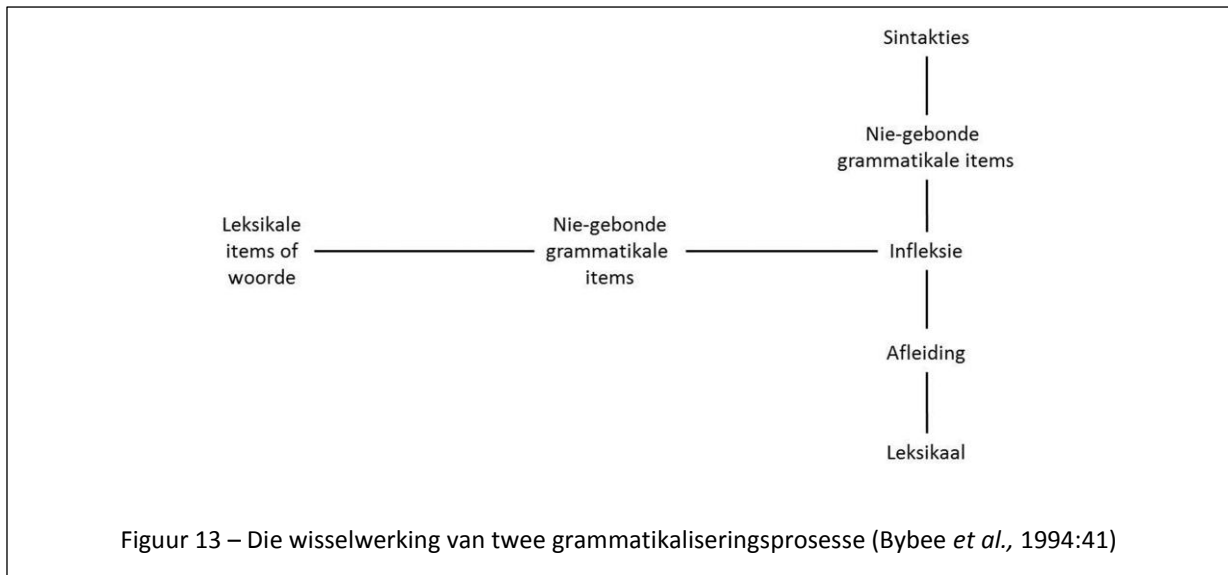 Sintakties
Nie-gebonde
grammatikale items
Leksikale
items of
woorde
Nie-gebonde
grammatikale
items
Infleksie
Afleiding
Leksikaal
Figuur 13 – Die wisselwerking van twee grammatikaliseringsprosesse (Bybee et al., 1994:41)